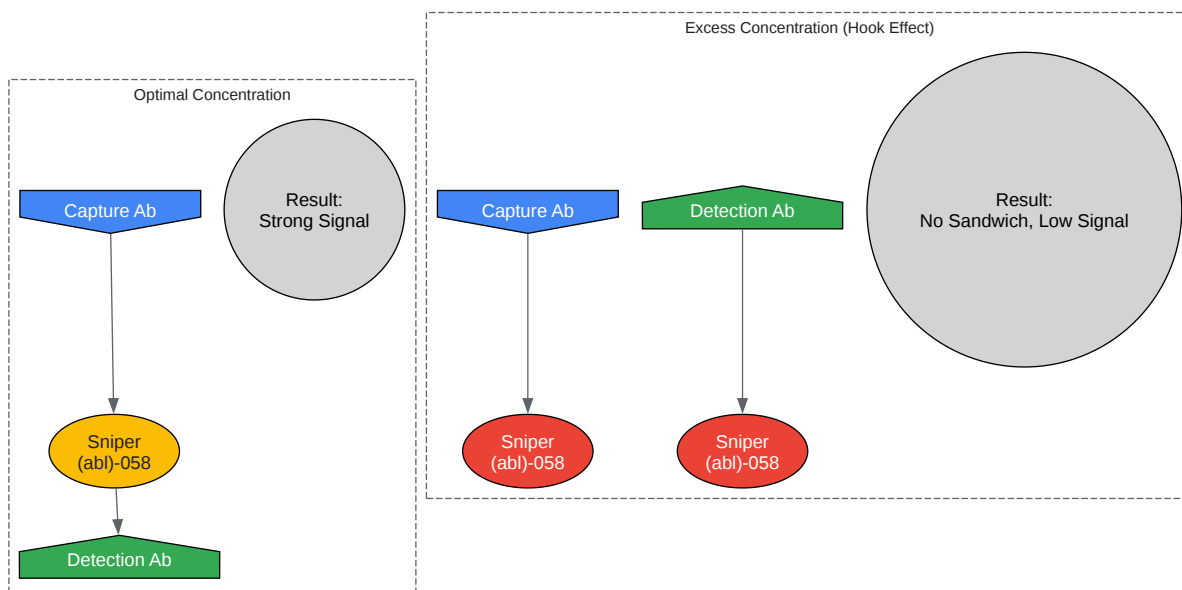 Optimal Concentration
Capture Ab
Result:
Strong Signal
Sniper
(abl)-058
Detection Ab
Excess Concentration (Hook Effect)
Capture Ab
Detection Ab
Result:
No Sandwich, Low Signal
Sniper
(abl)-058
Sniper
(abl)-058